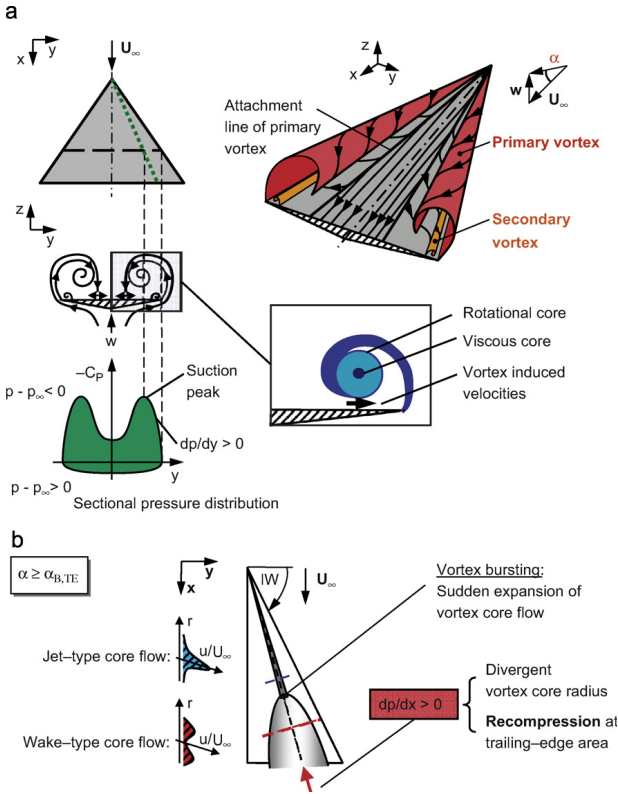 a
x
y
U∞
z
x
y
α
w
U∞
Attachment
line of primary
vortex
Primary vortex
Secondary
vortex
z
y
w
–CP
p - p∞< 0
Suction
peak
dp/dy > 0
y
p - p∞> 0
Sectional pressure distribution
Rotational core
Viscous core
Vortex induced
velocities
b
α ≥ αB,TE
y
x
IW
U∞
Vortex bursting:
Sudden expansion of
vortex core flow
r
u/U∞
Jet–type core flow:
r
u/U∞
Wake–type core flow:
dp/dx > 0
Divergent
vortex core radius
Recompression at
trailing–edge area